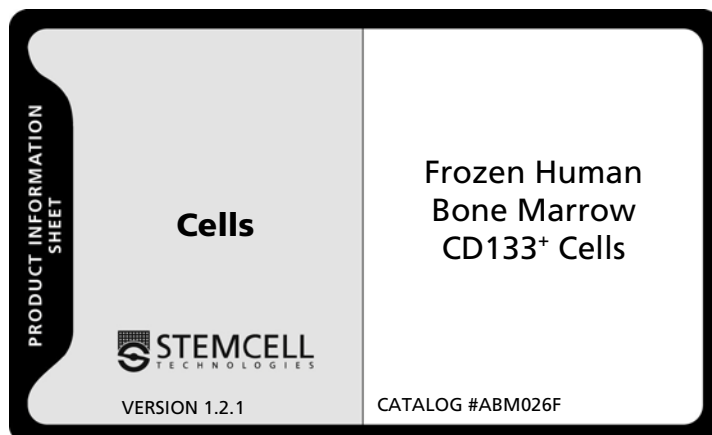 PRODUCT INFORMATION
SHEET
Cells
STEMCELL
TECHNOLOGIES
VERSION 1.2.1
Frozen Human
Bone Marrow
CD133⁺ Cells
CATALOG #ABM026F